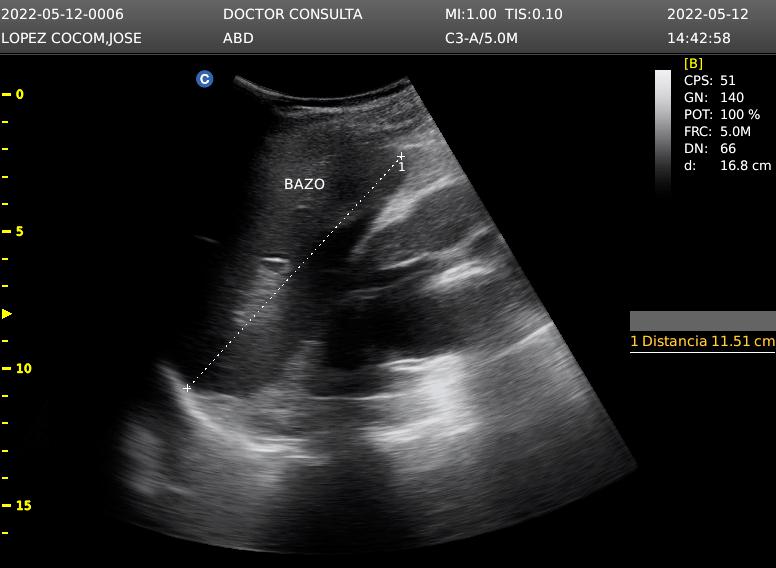 2022-05-12-0006 DOCTOR CONSULTA MI:1.00 TIS:0.10 2022-05-12
LOPEZ COCOM,JOSE ABD C3-A/5.0M 14:42:58
C
[B]
CPS: 51
GN: 140
POT: 100 %
FRC: 5.0M
DN: 66
d: 16.8 cm
0
1
BAZO
5
1 Distancia 11.51 cm
10
15